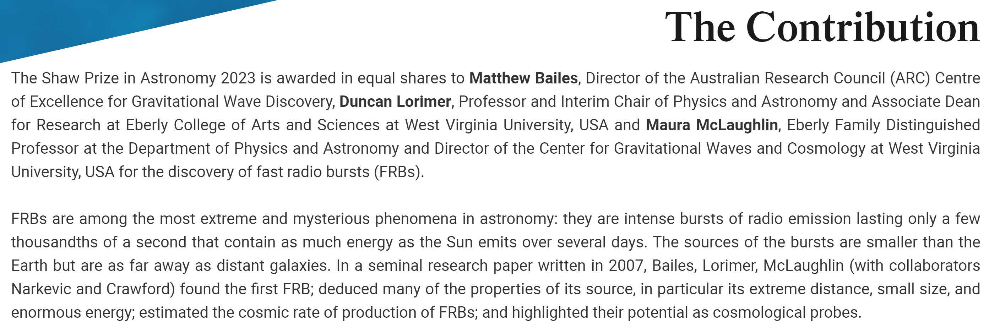 The Contribution
The Shaw Prize in Astronomy 2023 is awarded in equal shares to Matthew Bailes, Director of the Australian Research Council (ARC) Centre
of Excellence for Gravitational Wave Discovery, Duncan Lorimer, Professor and Interim Chair of Physics and Astronomy and Associate Dean
for Research at Eberly College of Arts and Sciences at West Virginia University, USA and Maura McLaughlin, Eberly Family Distinguished
Professor at the Department of Physics and Astronomy and Director of the Center for Gravitational Waves and Cosmology at West Virginia
University, USA for the discovery of fast radio bursts (FRBs).
FRBs are among the most extreme and mysterious phenomena in astronomy: they are intense bursts of radio emission lasting only a few
thousandths of a second that contain as much energy as the Sun emits over several days. The sources of the bursts are smaller than the
Earth but are as far away as distant galaxies. In a seminal research paper written in 2007, Bailes, Lorimer, McLaughlin (with collaborators
Narkevic and Crawford) found the first FRB; deduced many of the properties of its source, in particular its extreme distance, small size, and
enormous energy; estimated the cosmic rate of production of FRBs; and highlighted their potential as cosmological probes.